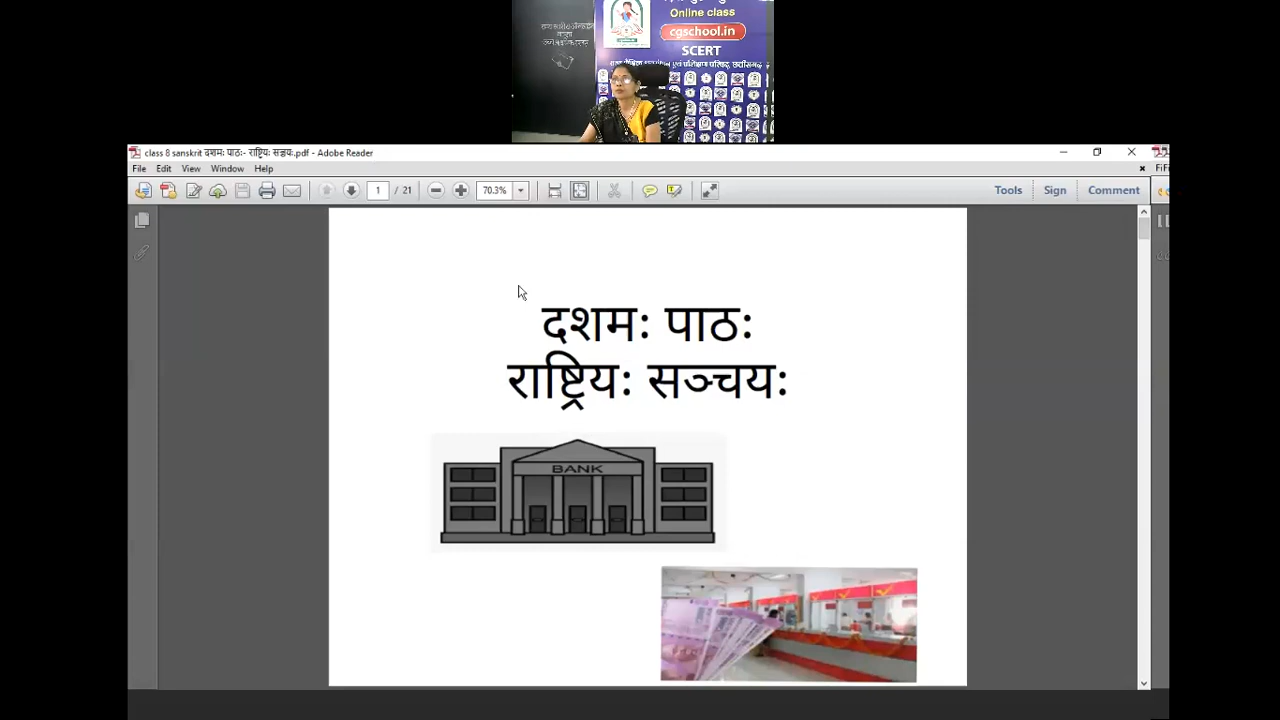 Online class
cgschool.in
SCERT
class 8 sanskrit दशमः पाठः- राष्ट्रियः सञ्चयः.pdf - Adobe Reader
File Edit View Window Help
1 / 21
70.3%
Tools Sign Comment
दशमः पाठः
राष्ट्रियः सञ्चयः
BANK